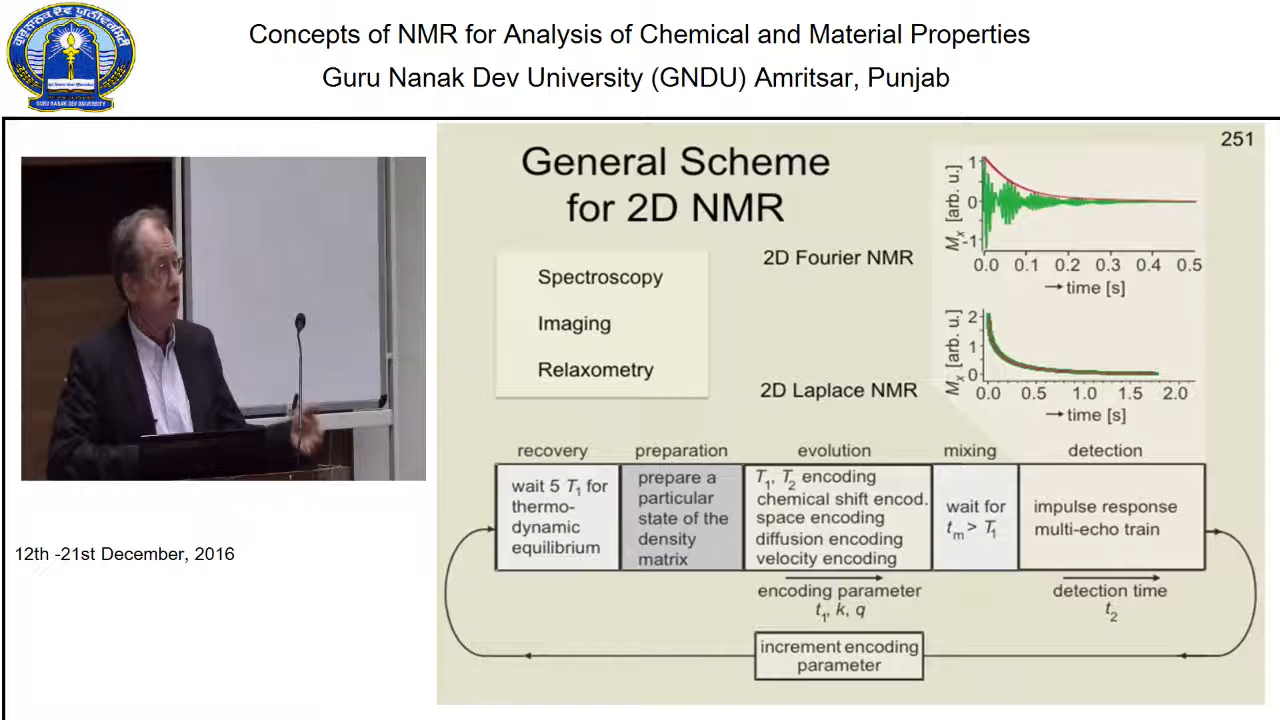 Concepts of NMR for Analysis of Chemical and Material Properties
Guru Nanak Dev University (GNDU) Amritsar, Punjab
GURU NANAK DEV UNIVERSITY
12th -21st December, 2016
251
General Scheme
for 2D NMR
Spectroscopy
Imaging
Relaxometry
2D Fourier NMR
Mx [arb. u.]
1
0
-1
0.0 0.1 0.2 0.3 0.4 0.5
→ time [s]
2D Laplace NMR
Mx [arb. u.]
2
1
0
0.0 0.5 1.0 1.5 2.0
→ time [s]
recovery
wait 5 T1 for
thermo-
dynamic
equilibrium
preparation
prepare a
particular
state of the
density
matrix
evolution
T1, T2 encoding
chemical shift encod.
space encoding
diffusion encoding
velocity encoding
mixing
wait for
tm > T1
detection
impulse response
multi-echo train
encoding parameter
t1, k, q
detection time
t2
increment encoding
parameter